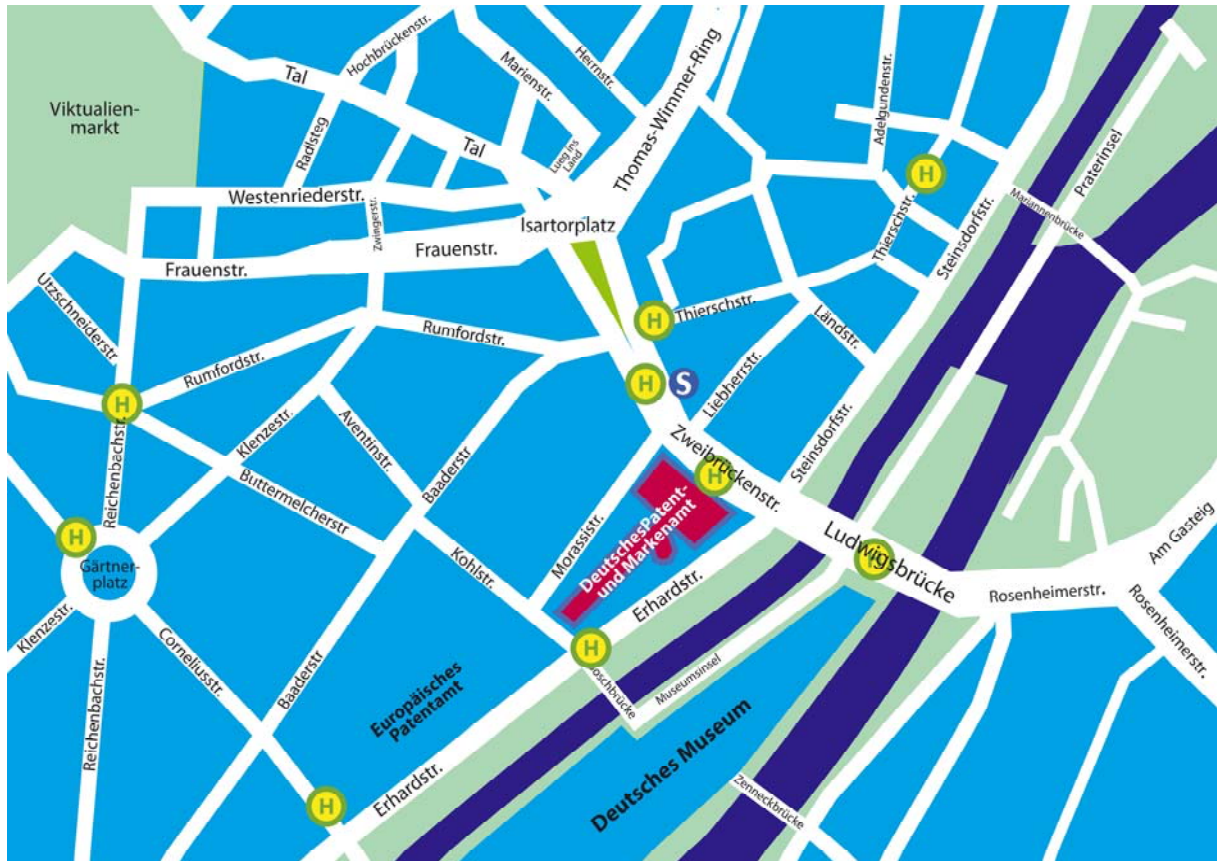 Tal
Hochbrückenstr.
Marienstr.
Herrnstr.
Thomas-Wimmer-Ring
Adelgundenstr.
Praterinsel
Viktualien-
markt
Radlsteg
Tal
Lueg ins
Land
H
Mariannenbrücke
Westenriederstr.
Zwingerstr.
Isartorplatz
Thierschstr.
Steinsdorfstr.
Frauenstr.
Frauenstr.
Utzschneiderstr.
Rumfordstr.
Rumfordstr.
H
Thierschstr.
Ländstr.
H
S
Liebherrstr.
H
Reichenbachstr.
Klenzestr.
Aventinstr.
Baaderstr
Zweibrückenstr.
H
Steinsdorfstr.
Buttermelcherstr
H
Gärtner-
platz
Kohlstr.
Morassistr.
DeutschesPatent-
und Markenamt
Erhardstr.
Ludwigsbrücke
H
Am Gasteig
Rosenheimerstr.
Rosenheimerstr.
Klenzestr.
Corneliusstr.
Reichenbachstr.
Baaderstr
Europäisches
Patentamt
H
oschbrücke
Museumsinsel
Deutsches Museum
Erhardstr.
H
Zenneckbrücke